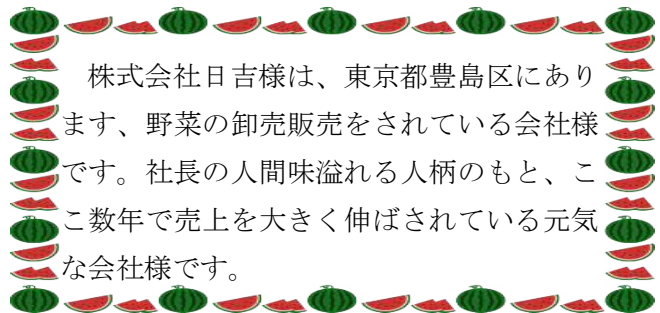 株式会社日吉様は、東京都豊島区にあり
ます、野菜の卸売販売をされている会社様
です。社長の人間味溢れる人柄のもと、こ
こ数年で売上を大きく伸ばされている元気
な会社様です。